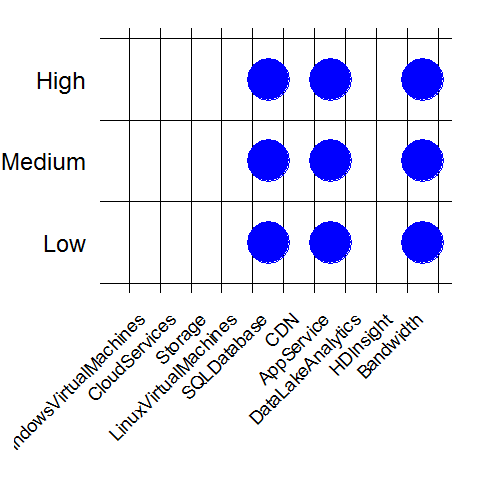 High
Medium
Low
ndowsVirtualMachines
CloudServices
Storage
LinuxVirtualMachines
SQLDatabase
CDN
AppService
DataLakeAnalytics
HDInsight
Bandwidth